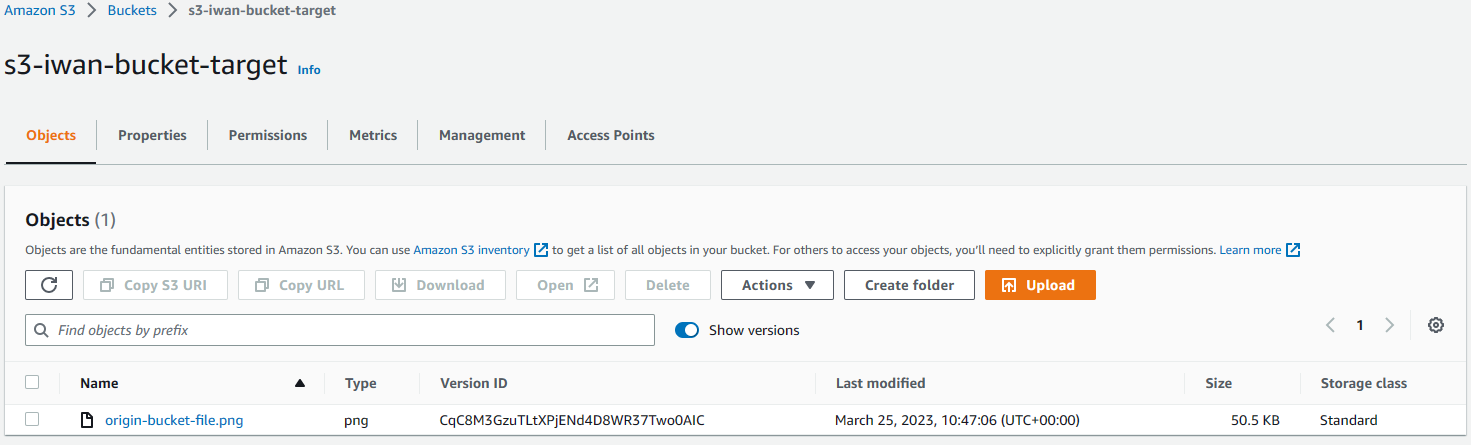 Amazon S3 > Buckets > s3-iwan-bucket-target
s3-iwan-bucket-target Info
Objects Properties Permissions Metrics Management Access Points
Objects (1)
Objects are the fundamental entities stored in Amazon S3. You can use Amazon S3 inventory to get a list of all objects in your bucket. For others to access your objects, you'll need to explicitly grant them permissions. Learn more
Copy S3 URI Copy URL Download Open Delete Actions Create folder Upload
Find objects by prefix Show versions 1
Name Type Version ID Last modified Size Storage class
origin-bucket-file.png png CqC8M3GzuTLtXPjENd4D8WR37Two0AIC March 25, 2023, 10:47:06 (UTC+00:00) 50.5 KB Standard